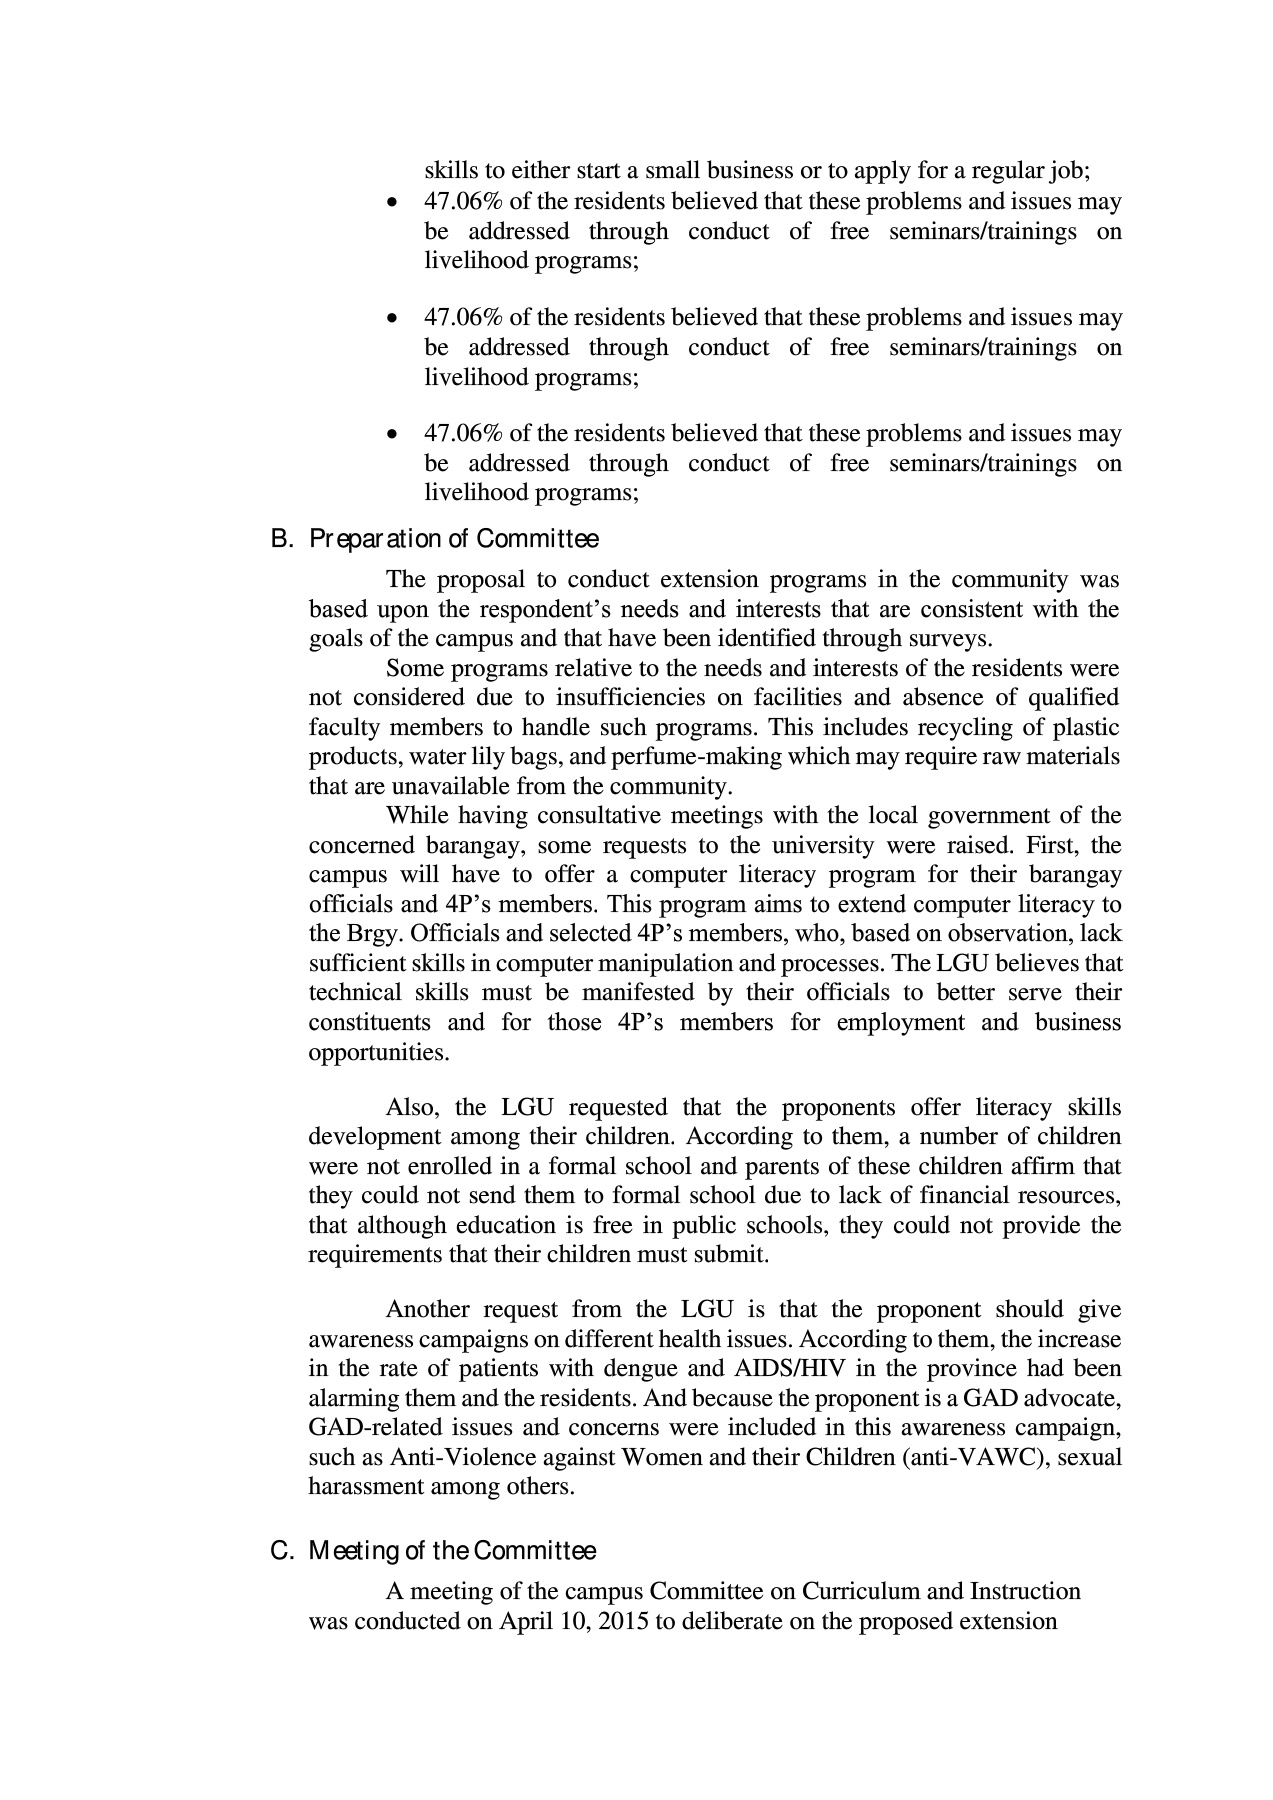 skills to either start a small business or to apply for a regular job;
• 47.06% of the residents believed that these problems and issues may
be addressed through conduct of free seminars/trainings on
livelihood programs;
• 47.06% of the residents believed that these problems and issues may
be addressed through conduct of free seminars/trainings on
livelihood programs;
• 47.06% of the residents believed that these problems and issues may
be addressed through conduct of free seminars/trainings on
livelihood programs;
B. Preparation of Committee
The proposal to conduct extension programs in the community was
based upon the respondent’s needs and interests that are consistent with the
goals of the campus and that have been identified through surveys.
Some programs relative to the needs and interests of the residents were
not considered due to insufficiencies on facilities and absence of qualified
faculty members to handle such programs. This includes recycling of plastic
products, water lily bags, and perfume-making which may require raw materials
that are unavailable from the community.
While having consultative meetings with the local government of the
concerned barangay, some requests to the university were raised. First, the
campus will have to offer a computer literacy program for their barangay
officials and 4P’s members. This program aims to extend computer literacy to
the Brgy. Officials and selected 4P’s members, who, based on observation, lack
sufficient skills in computer manipulation and processes. The LGU believes that
technical skills must be manifested by their officials to better serve their
constituents and for those 4P’s members for employment and business
opportunities.
Also, the LGU requested that the proponents offer literacy skills
development among their children. According to them, a number of children
were not enrolled in a formal school and parents of these children affirm that
they could not send them to formal school due to lack of financial resources,
that although education is free in public schools, they could not provide the
requirements that their children must submit.
Another request from the LGU is that the proponent should give
awareness campaigns on different health issues. According to them, the increase
in the rate of patients with dengue and AIDS/HIV in the province had been
alarming them and the residents. And because the proponent is a GAD advocate,
GAD-related issues and concerns were included in this awareness campaign,
such as Anti-Violence against Women and their Children (anti-VAWC), sexual
harassment among others.
C. Meeting of the Committee
A meeting of the campus Committee on Curriculum and Instruction
was conducted on April 10, 2015 to deliberate on the proposed extension